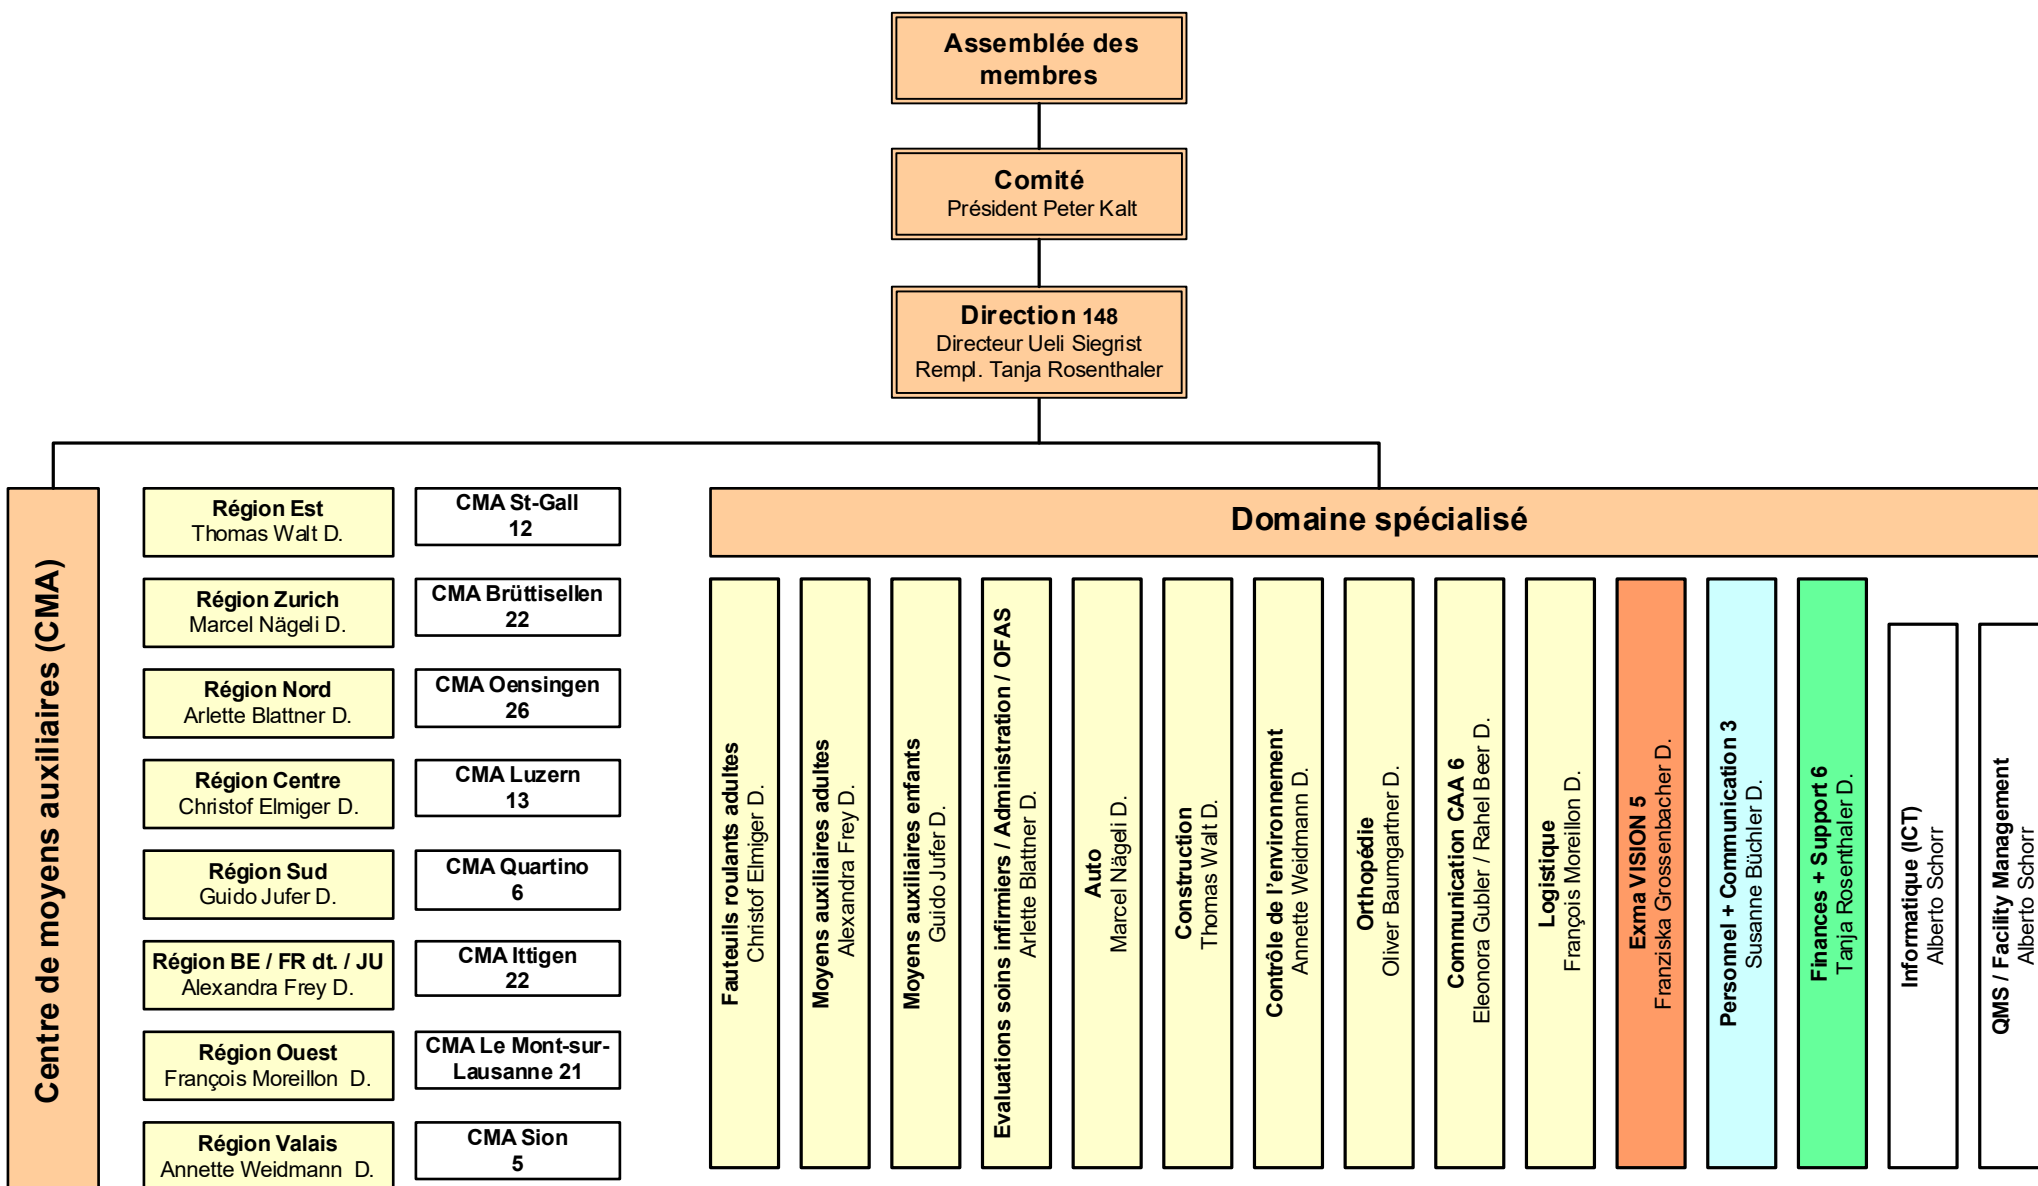 Assemblée des
membres
Comité
Président Peter Kalt
Direction 148
Directeur Ueli Siegrist
Rempl. Tanja Rosenthaler
Centre de moyens auxiliaires (CMA)
Région Est
Thomas Walt D.
CMA St-Gall
12
Région Zurich
Marcel Nägeli D.
CMA Brüttisellen
22
Région Nord
Arlette Blattner D.
CMA Oensingen
26
Région Centre
Christof Elmiger D.
CMA Luzern
13
Région Sud
Guido Jufer D.
CMA Quartino
6
Région BE / FR dt. / JU
Alexandra Frey D.
CMA Ittigen
22
Région Ouest
François Moreillon D.
CMA Le Mont-sur-
Lausanne 21
Région Valais
Annette Weidmann D.
CMA Sion
5
Domaine spécialisé
Fauteuils roulants adultes
Christof Elmiger D.
Moyens auxiliaires adultes
Alexandra Frey D.
Moyens auxiliaires enfants
Guido Jufer D.
Evaluations soins infirmiers / Administration / OFAS
Arlette Blattner D.
Auto
Marcel Nägeli D.
Construction
Thomas Walt D.
Contrôle de l'environnement
Annette Weidmann D.
Orthopédie
Oliver Baumgartner D.
Communication CAA 6
Eleonora Gubler / Rahel Beer D.
Logistique
François Moreillon D.
Exma VISION 5
Franziska Grossenbacher D.
Personnel + Communication 3
Susanne Büchler D.
Finances + Support 6
Tanja Rosenthaler D.
Informatique (ICT)
Alberto Schorr
QMS / Facility Management
Alberto Schorr